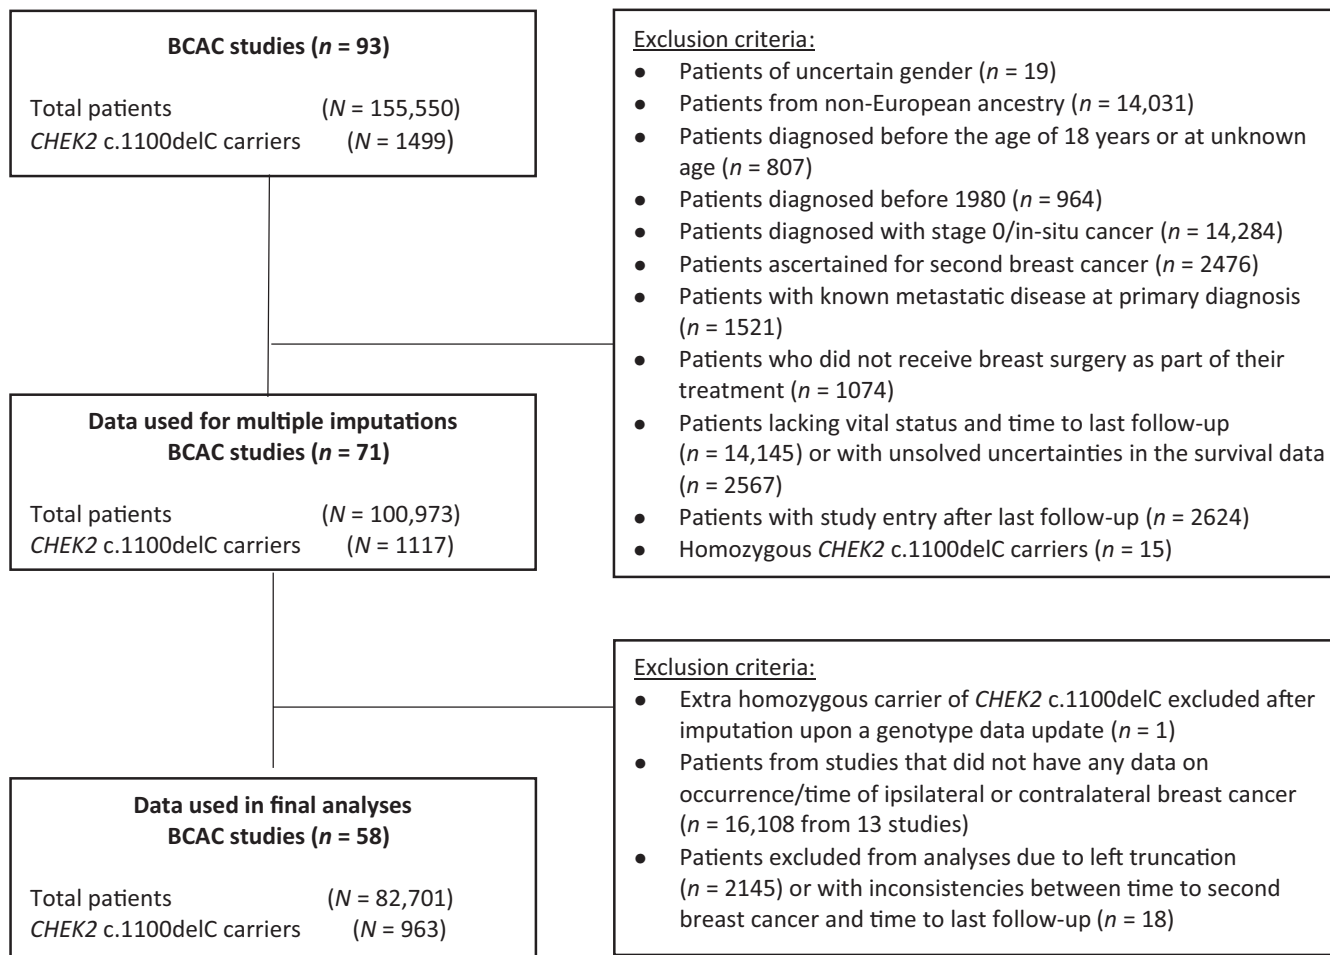 BCAC studies (n = 93)
Total patients (N = 155,550)
CHEK2 c.1100delC carriers (N = 1499)
Exclusion criteria:
● Patients of uncertain gender (n = 19)
● Patients from non-European ancestry (n = 14,031)
● Patients diagnosed before the age of 18 years or at unknown
age (n = 807)
● Patients diagnosed before 1980 (n = 964)
● Patients diagnosed with stage 0/in-situ cancer (n = 14,284)
● Patients ascertained for second breast cancer (n = 2476)
● Patients with known metastatic disease at primary diagnosis
(n = 1521)
● Patients who did not receive breast surgery as part of their
treatment (n = 1074)
● Patients lacking vital status and time to last follow-up
(n = 14,145) or with unsolved uncertainties in the survival data
(n = 2567)
● Patients with study entry after last follow-up (n = 2624)
● Homozygous CHEK2 c.1100delC carriers (n = 15)
Data used for multiple imputations
BCAC studies (n = 71)
Total patients (N = 100,973)
CHEK2 c.1100delC carriers (N = 1117)
Exclusion criteria:
● Extra homozygous carrier of CHEK2 c.1100delC excluded after
imputation upon a genotype data update (n = 1)
● Patients from studies that did not have any data on
occurrence/time of ipsilateral or contralateral breast cancer
(n = 16,108 from 13 studies)
● Patients excluded from analyses due to left truncation
(n = 2145) or with inconsistencies between time to second
breast cancer and time to last follow-up (n = 18)
Data used in final analyses
BCAC studies (n = 58)
Total patients (N = 82,701)
CHEK2 c.1100delC carriers (N = 963)